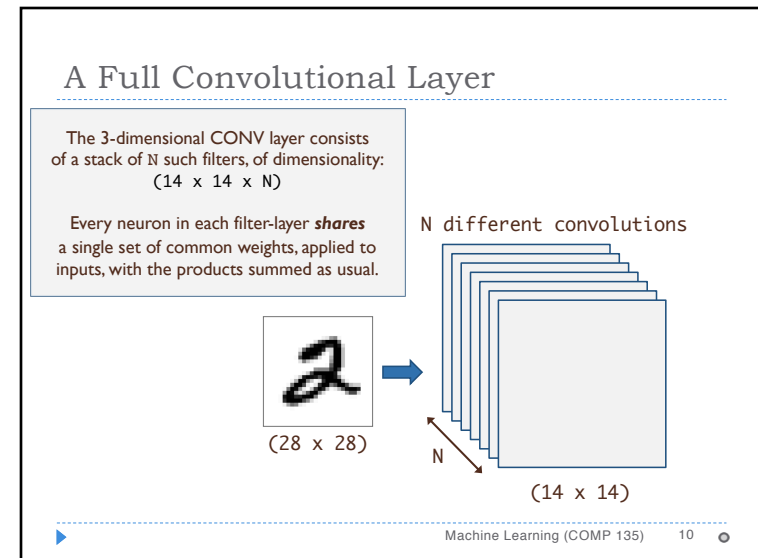 A Full Convolutional Layer
The 3-dimensional CONV layer consists
of a stack of N such filters, of dimensionality:
(14 x 14 x N)
Every neuron in each filter-layer shares
a single set of common weights, applied to
inputs, with the products summed as usual.
N different convolutions
2
(28 x 28)
N
(14 x 14)
Machine Learning (COMP 135) 10